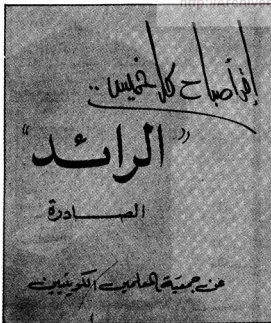 إقرأ صباح كل خميس ..
"الرائد"
الصادرة
عن جمعية المعلمين الكويتيين